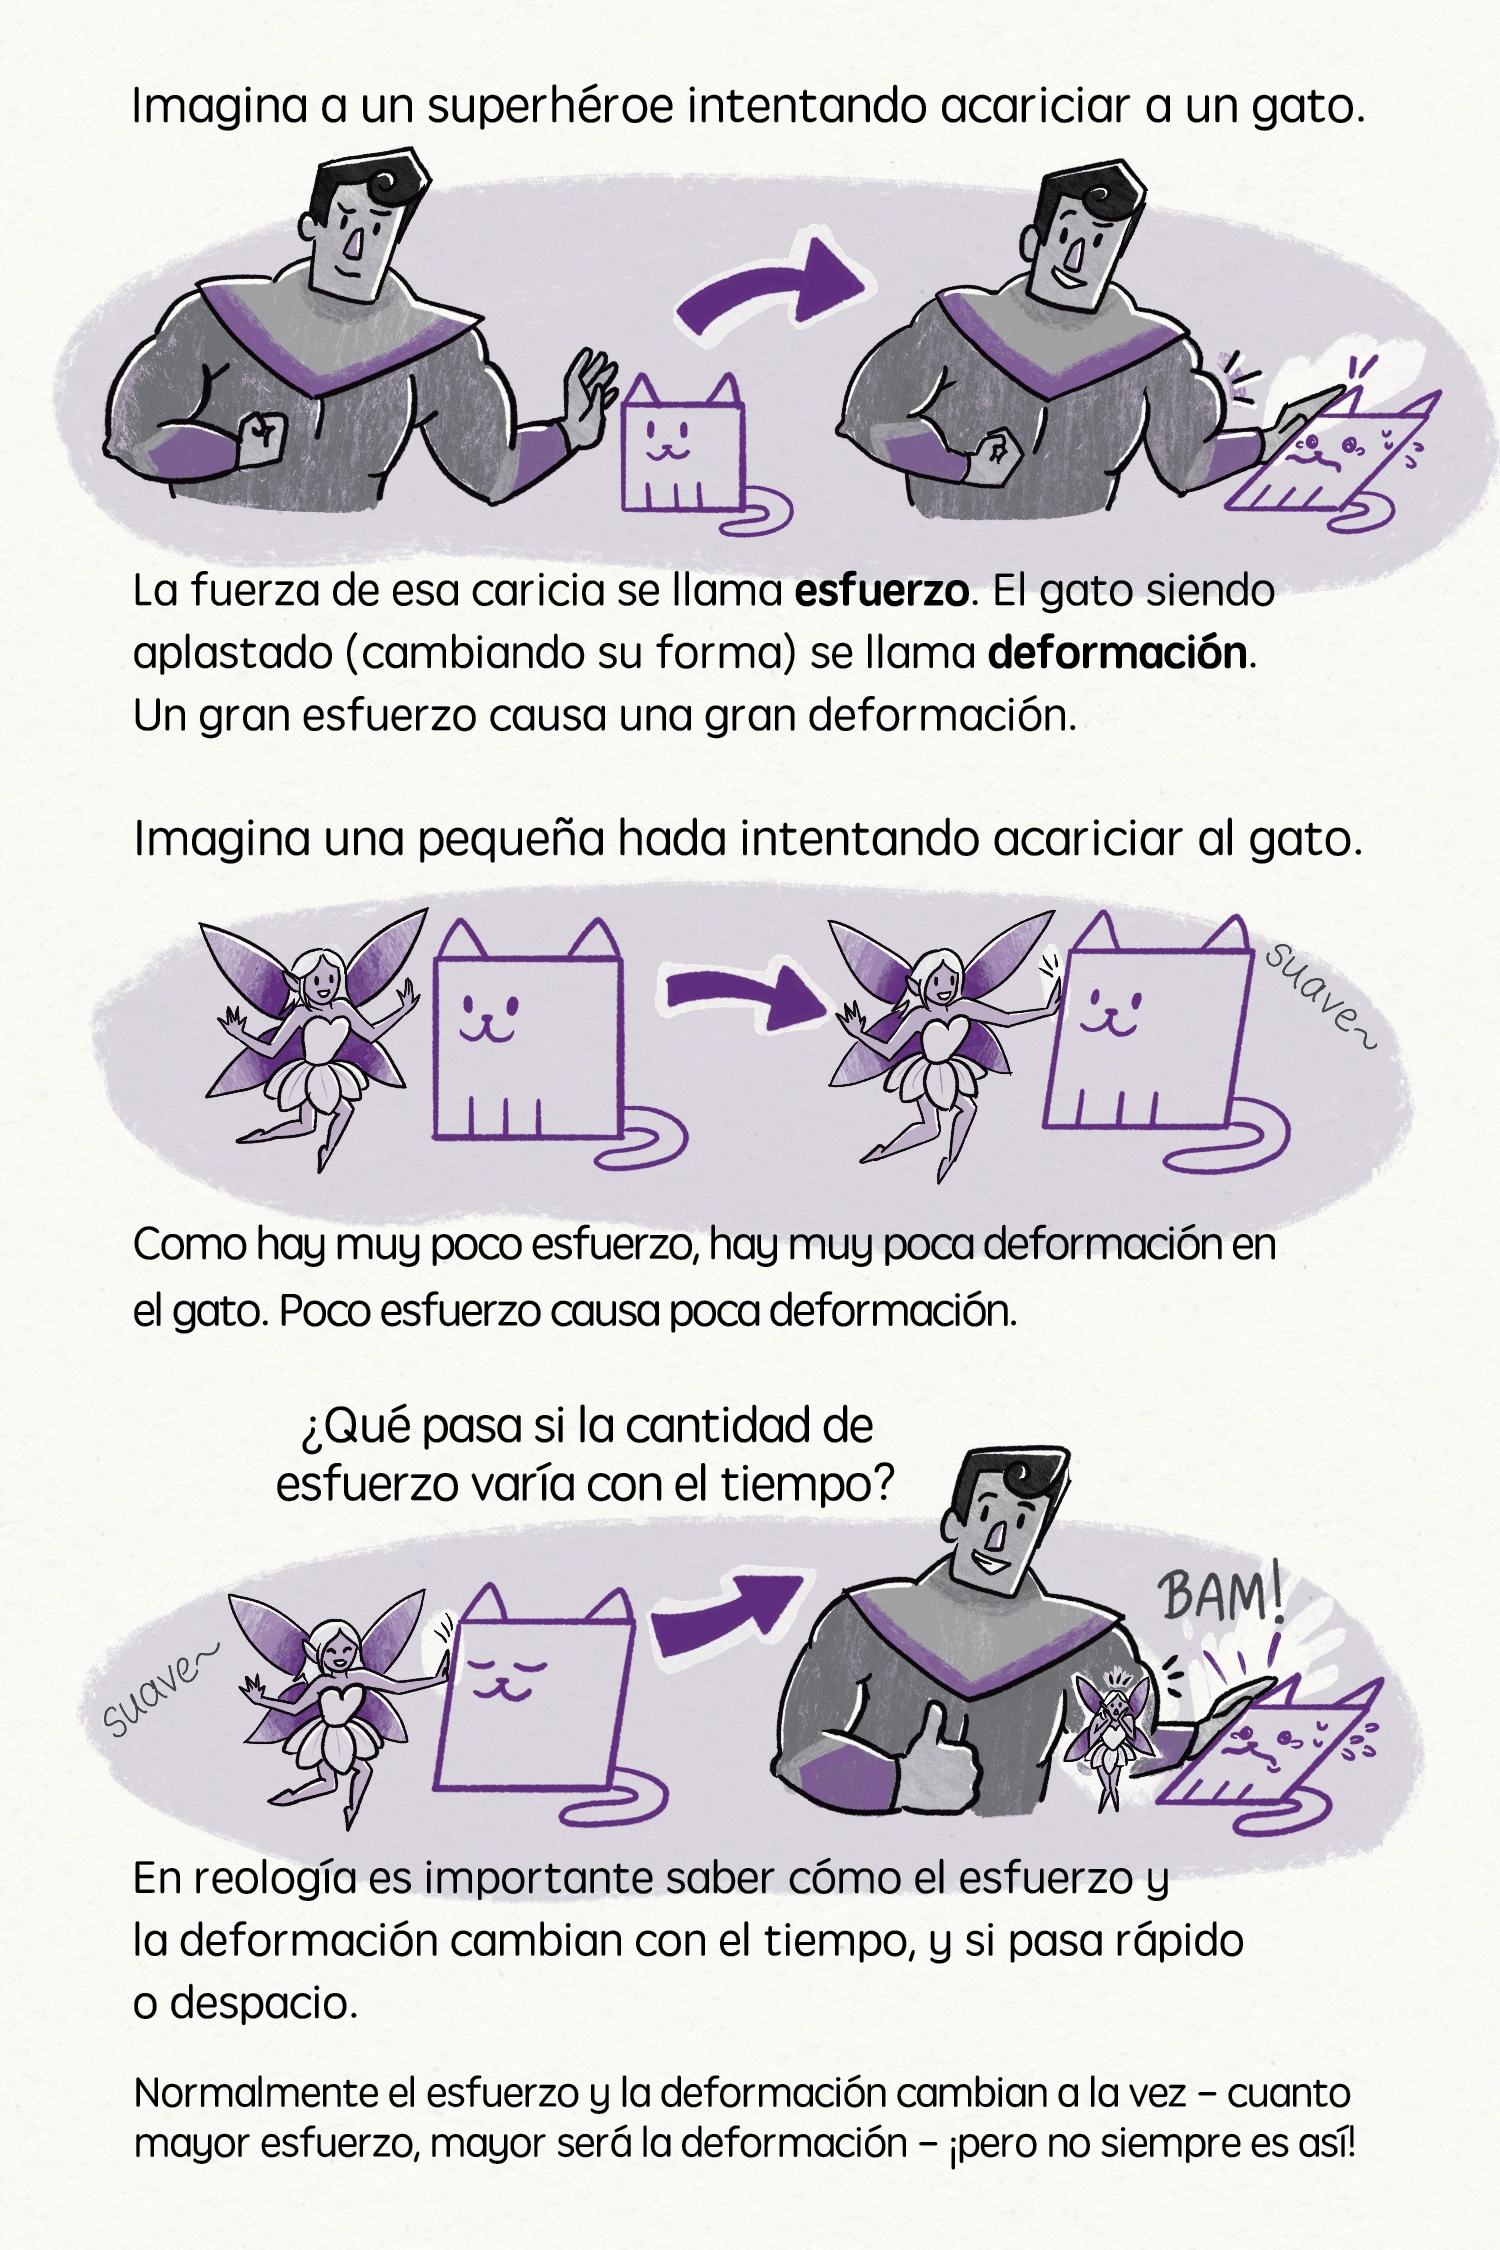 Imagina a un superhéroe intentando acariciar a un gato.
La fuerza de esa caricia se llama esfuerzo. El gato siendo
aplastado (cambiando su forma) se llama deformación.
Un gran esfuerzo causa una gran deformación.
Imagina una pequeña hada intentando acariciar al gato.
suave~
Como hay muy poco esfuerzo, hay muy poca deformación en
el gato. Poco esfuerzo causa poca deformación.
¿Qué pasa si la cantidad de
esfuerzo varía con el tiempo?
suave~
BAM!
En reología es importante saber cómo el esfuerzo y
la deformación cambian con el tiempo, y si pasa rápido
o despacio.
Normalmente el esfuerzo y la deformación cambian a la vez – cuanto
mayor esfuerzo, mayor será la deformación – ¡pero no siempre es así!